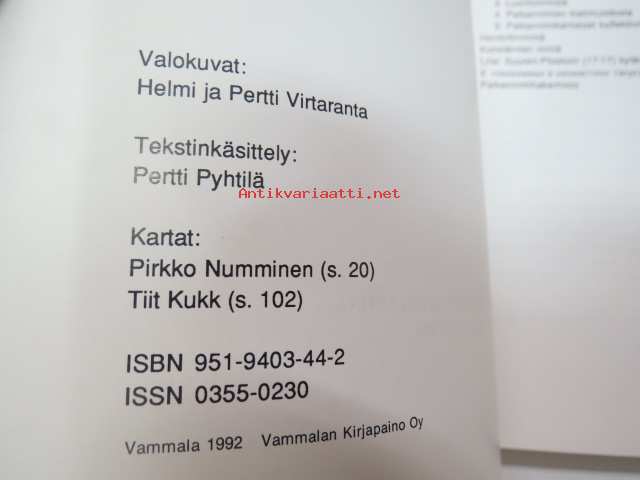 Valokuvat:
Helmi ja Pertti Virtaranta
Tekstinkäsittely:
Pertti Pyhtilä
Antikvariaatti.net
Kartat:
Pirkko Numminen (s. 20)
Tiit Kukk (s. 102)
ISBN 951-9403-44-2
ISSN 0355-0230
Vammala 1992 Vammalan Kirjapaino Oy